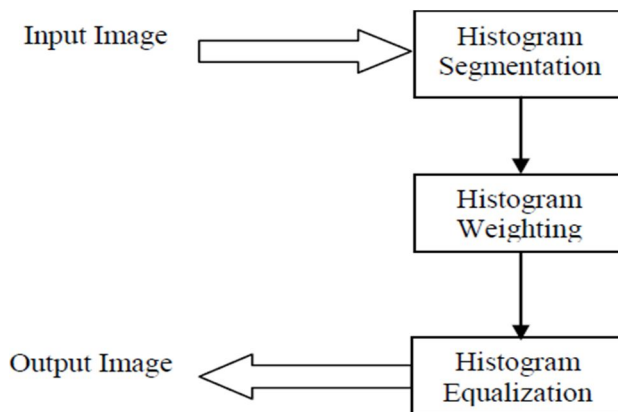 Input Image
Histogram
Segmentation
Histogram
Weighting
Output Image
Histogram
Equalization